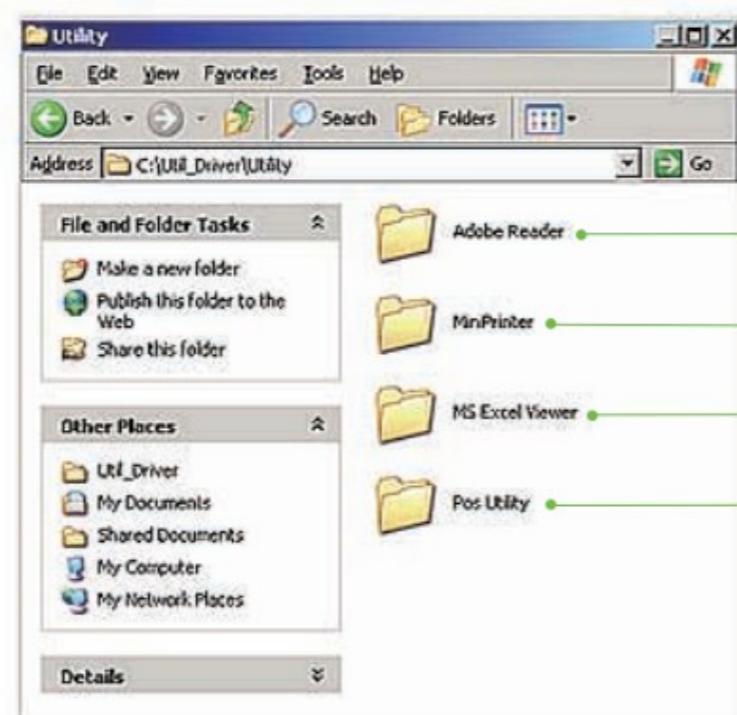 Utility
File Edit View Favorites Tools Help
Back Search Folders
Address C:\Util_Driver\Utility Go
File and Folder Tasks
Make a new folder
Publish this folder to the
Web
Share this folder
Other Places
Util_Driver
My Documents
Shared Documents
My Computer
My Network Places
Details
Adobe Reader
MiniPrinter
MS Excel Viewer
Pos Utility